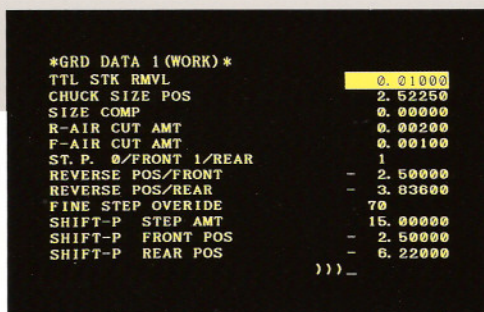 *GRD DATA 1(WORK)*
TTL STK RMVL 0.01000
CHUCK SIZE POS 2.52250
SIZE COMP 0.00000
R-AIR CUT AMT 0.00200
F-AIR CUT AMT 0.00100
ST.P. 0/FRONT 1/REAR 1
REVERSE POS/FRONT - 2.50000
REVERSE POS/REAR - 3.83600
FINE STEP OVERIDE 70
SHIFT-P STEP AMT 15.00000
SHIFT-P FRONT POS - 2.50000
SHIFT-P REAR POS - 6.22000
)))_